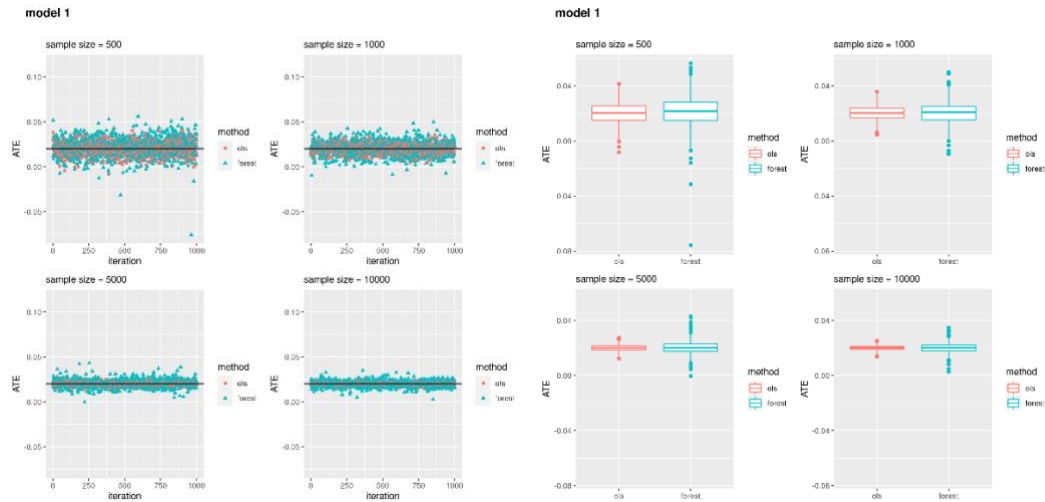 model 1
sample size = 500
0.10
0.05
0.00
-0.05
ATE
0 250 500 750 1000
iteration
method
ols
forest
sample size = 1000
0.10
0.05
0.00
-0.05
ATE
0 250 500 750 1000
iteration
method
ols
forest
sample size = 5000
0.10
0.05
0.00
-0.05
ATE
0 250 500 750 1000
iteration
method
ols
forest
sample size = 10000
0.10
0.05
0.00
-0.05
ATE
0 250 500 750 1000
iteration
method
ols
forest
model 1
sample size = 500
0.04
0.00
0.04
0.08
ATE
ols forest
method
ols
forest
sample size = 1000
0.04
0.00
0.04
ATE
ols forest
method
ols
forest
sample size = 5000
0.04
0.00
-0.04
-0.08
ATE
ols forest
method
ols
forest
sample size = 10000
0.04
0.00
-0.04
-0.08
ATE
ols forest
method
ols
forest